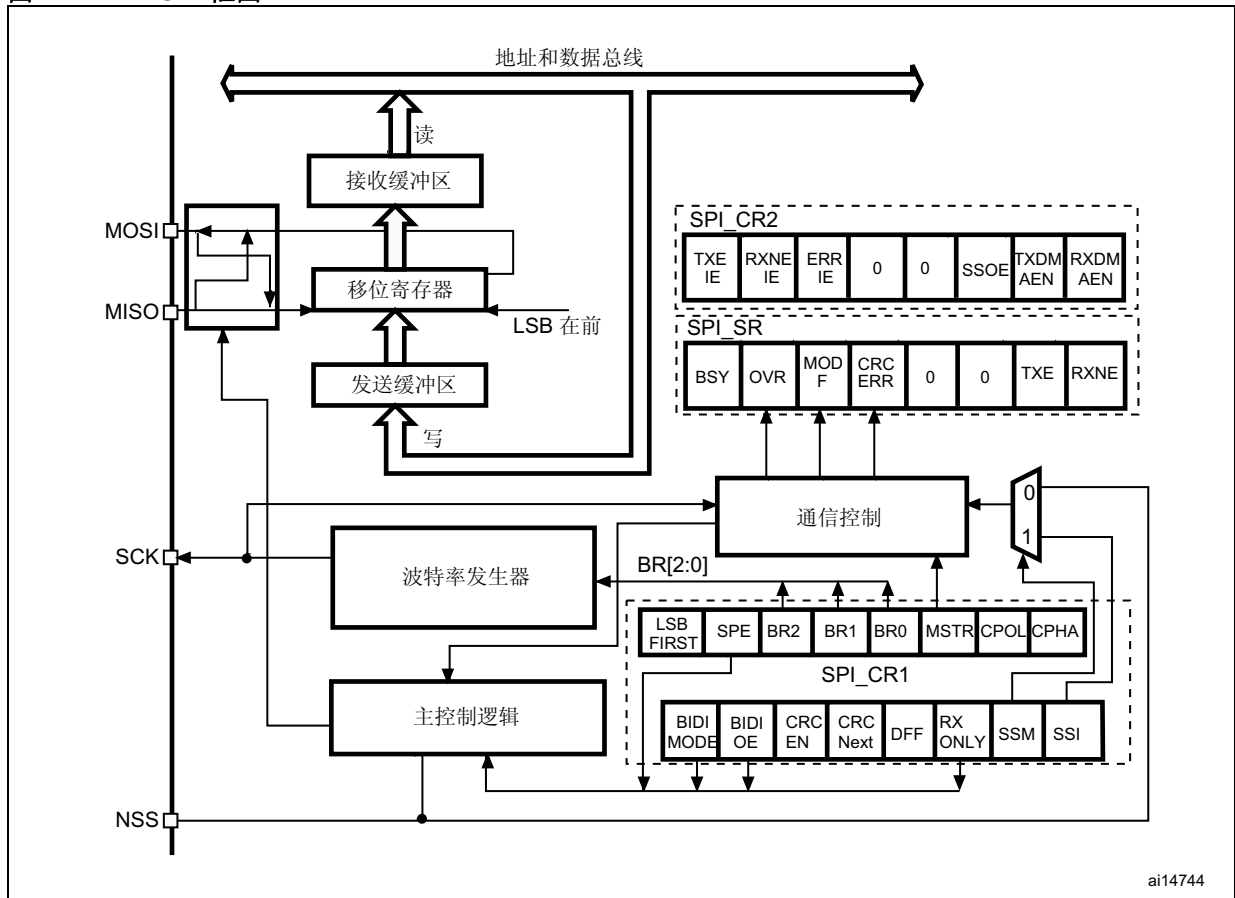 地址和数据总线
读
接收缓冲区
MOSI
移位寄存器
MISO
LSB 在前
发送缓冲区
写
SPI_CR2
TXE IE
RXNE IE
ERR IE
0
0
SSOE
TXDM AEN
RXDM AEN
SPI_SR
BSY
OVR
MOD F
CRC ERR
0
0
TXE
RXNE
通信控制
0
1
SCK
波特率发生器
BR[2:0]
LSB FIRST
SPE
BR2
BR1
BR0
MSTR
CPOL
CPHA
SPI_CR1
主控制逻辑
BIDI MODE
BIDI OE
CRC EN
CRC Next
DFF
RX ONLY
SSM
SSI
NSS
ai14744